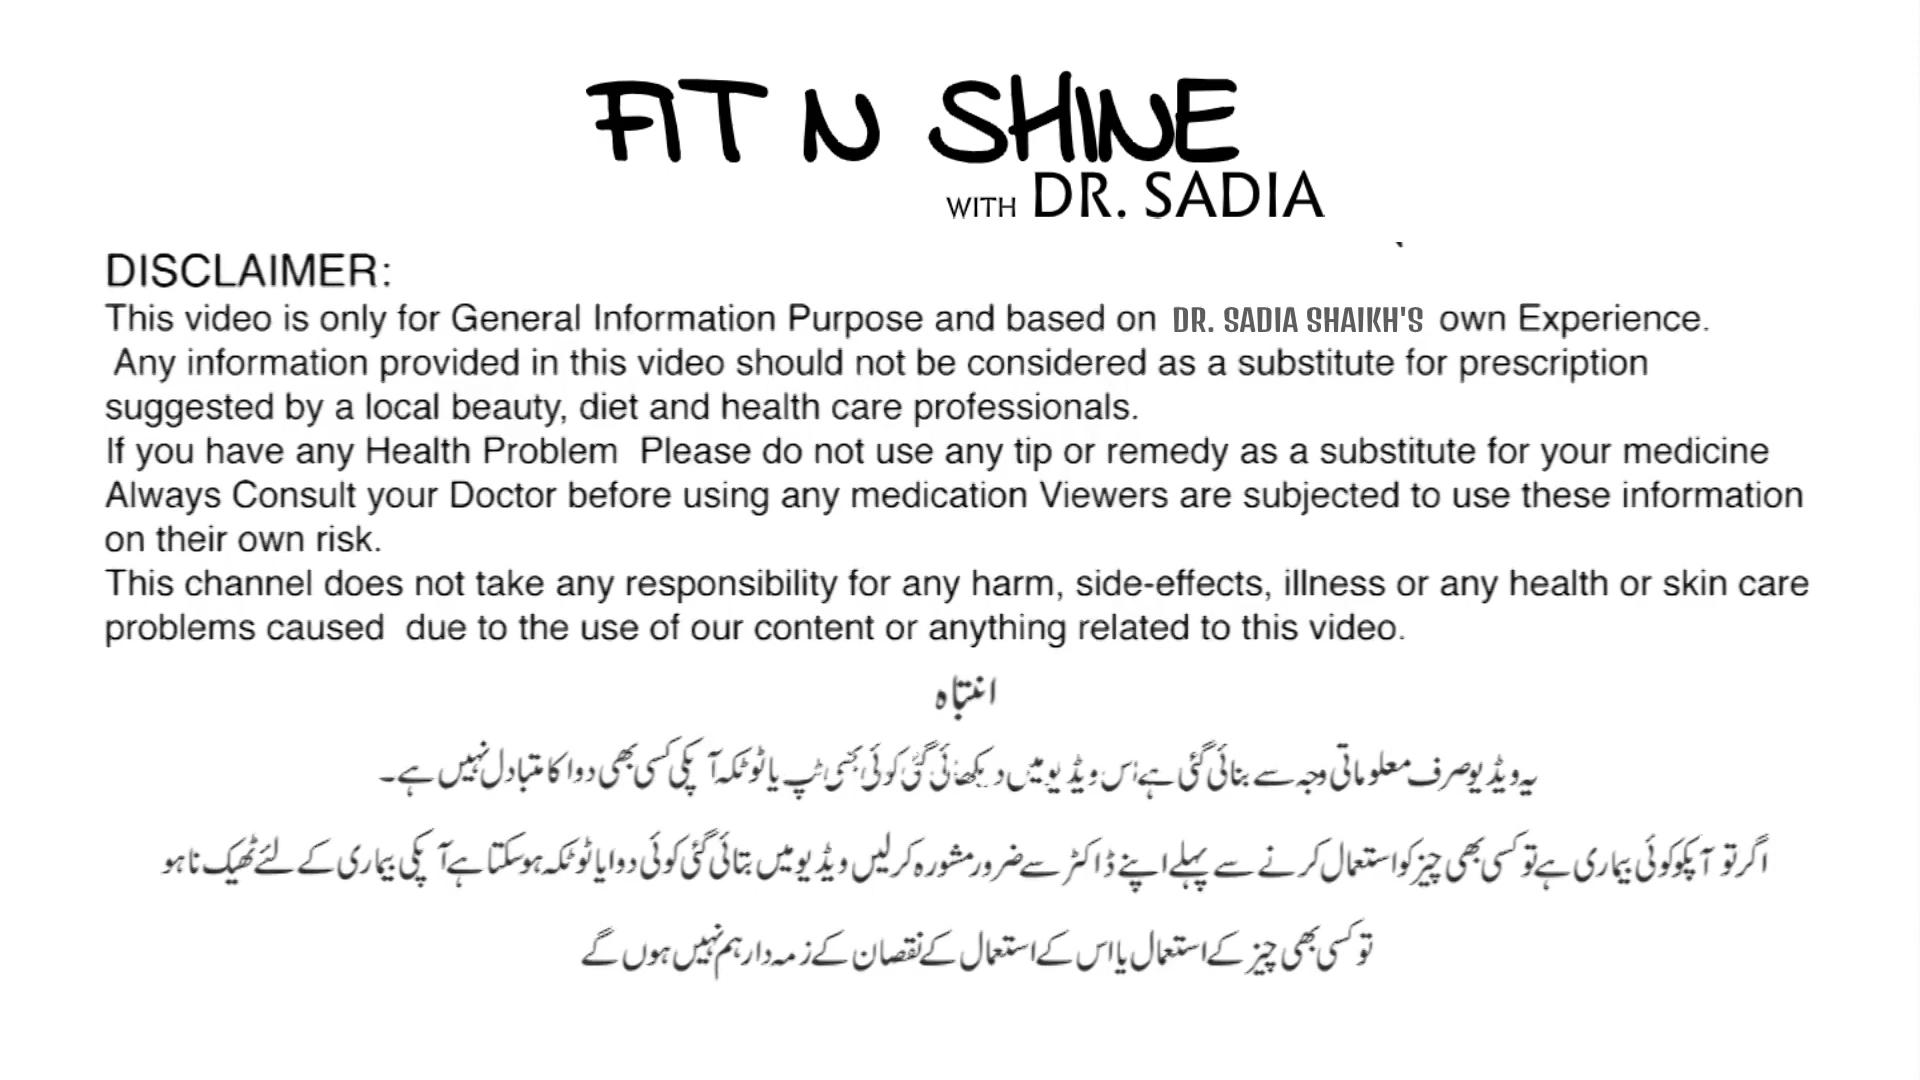 FIT N SHINE
WITH DR. SADIA
DISCLAIMER:
This video is only for General Information Purpose and based on DR. SADIA SHAIKH'S own Experience.
Any information provided in this video should not be considered as a substitute for prescription
suggested by a local beauty, diet and health care professionals.
If you have any Health Problem Please do not use any tip or remedy as a substitute for your medicine
Always Consult your Doctor before using any medication Viewers are subjected to use these information
on their own risk.
This channel does not take any responsibility for any harm, side-effects, illness or any health or skin care
problems caused due to the use of our content or anything related to this video.
انتباہ
یہ ویڈیو صرف معلوماتی وجہ سے بنائی گئی ہے اس ویڈیو میں دیکھائی گئی کوئی بھی ٹپ یا ٹوٹکہ آپکی کسی بھی دوا کا متبادل نہیں ہے۔
اگر تو آپکو کوئی بیماری ہے تو کسی بھی چیز کو استعمال کرنے سے پہلے اپنے ڈاکٹر سے ضرور مشورہ کرلیں ویڈیو میں بتائی گئی کوئی دوا یا ٹوٹکہ ہوسکتا ہے آپکی بیماری کے لئے ٹھیک نا ہو
تو کسی بھی چیز کے استعمال یا اس کے استعمال کے نقصان کے زمہ دار ہم نہیں ہوں گے